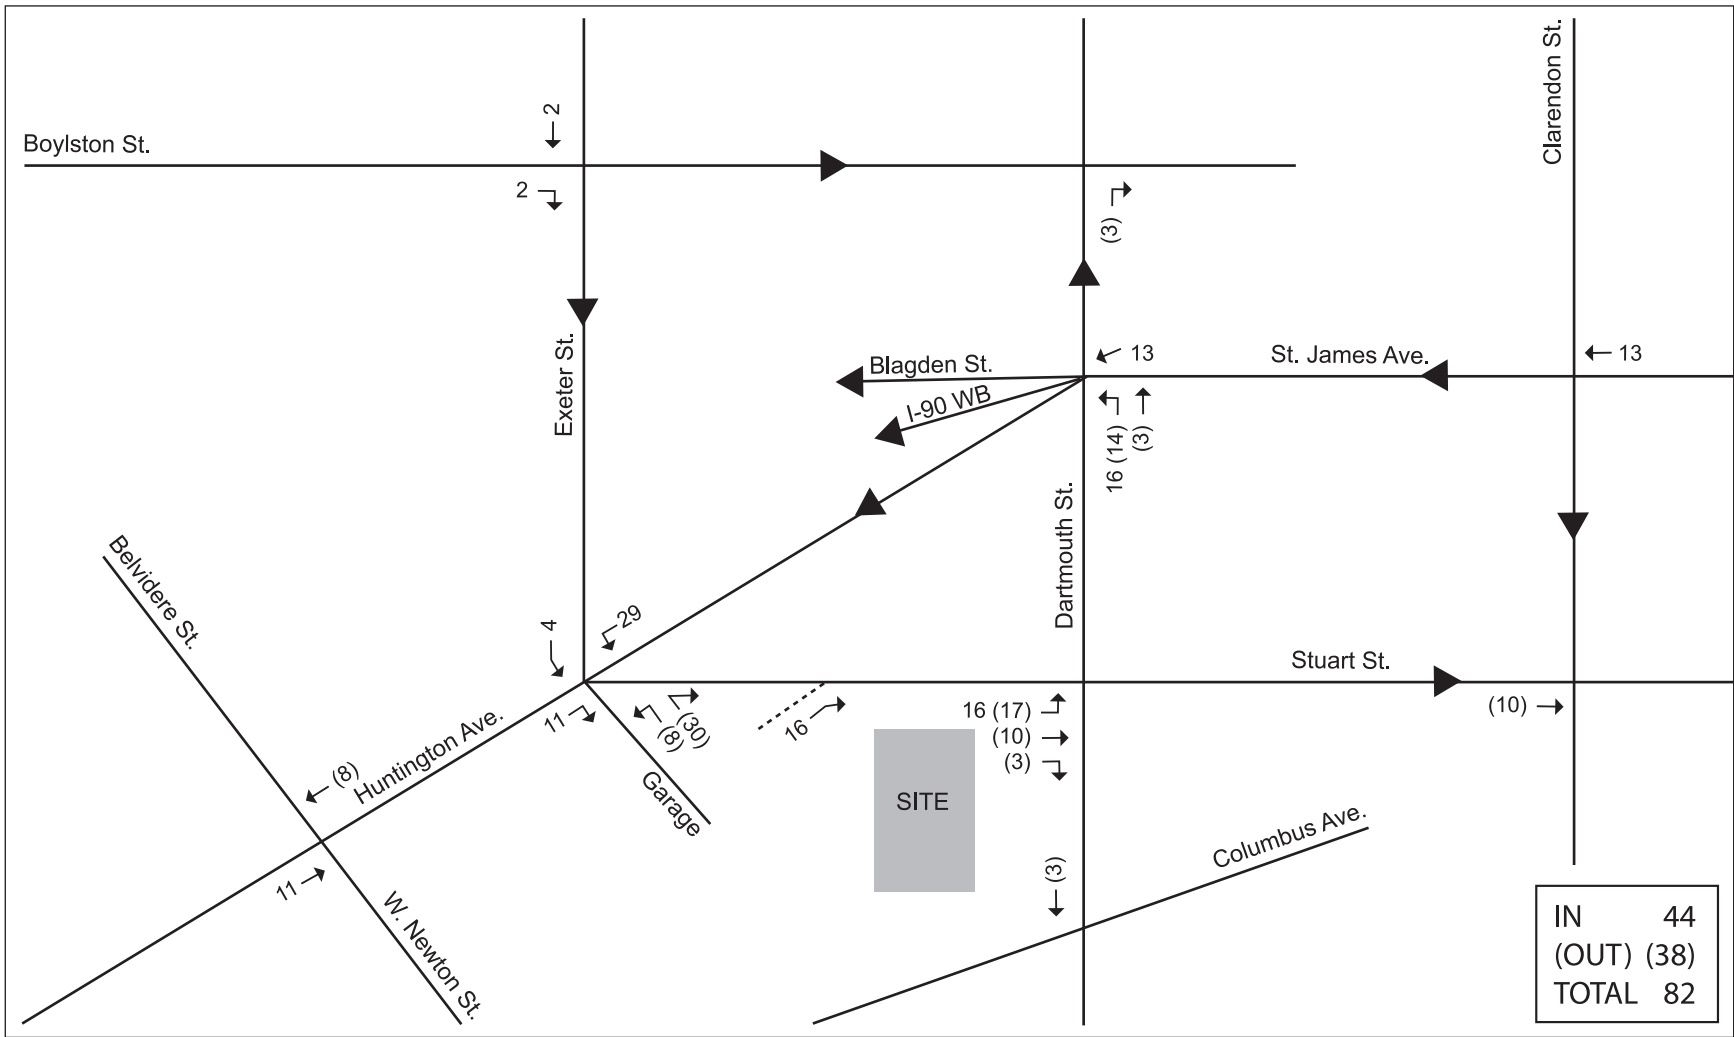 Clarendon St.
2
Boylston St.
2
(3)
13
13
St. James Ave.
Blagden St.
I-90 WB
Exeter St.
16 (14)
(3)
Dartmouth St.
Belvidere St.
4
29
Stuart St.
11
(30)
(8)
16
16 (17)
(10)
(10)
(3)
Huntington Ave.
(8)
Garage
SITE
Columbus Ave.
11
(3)
W. Newton St.
IN 44
(OUT) (38)
TOTAL 82